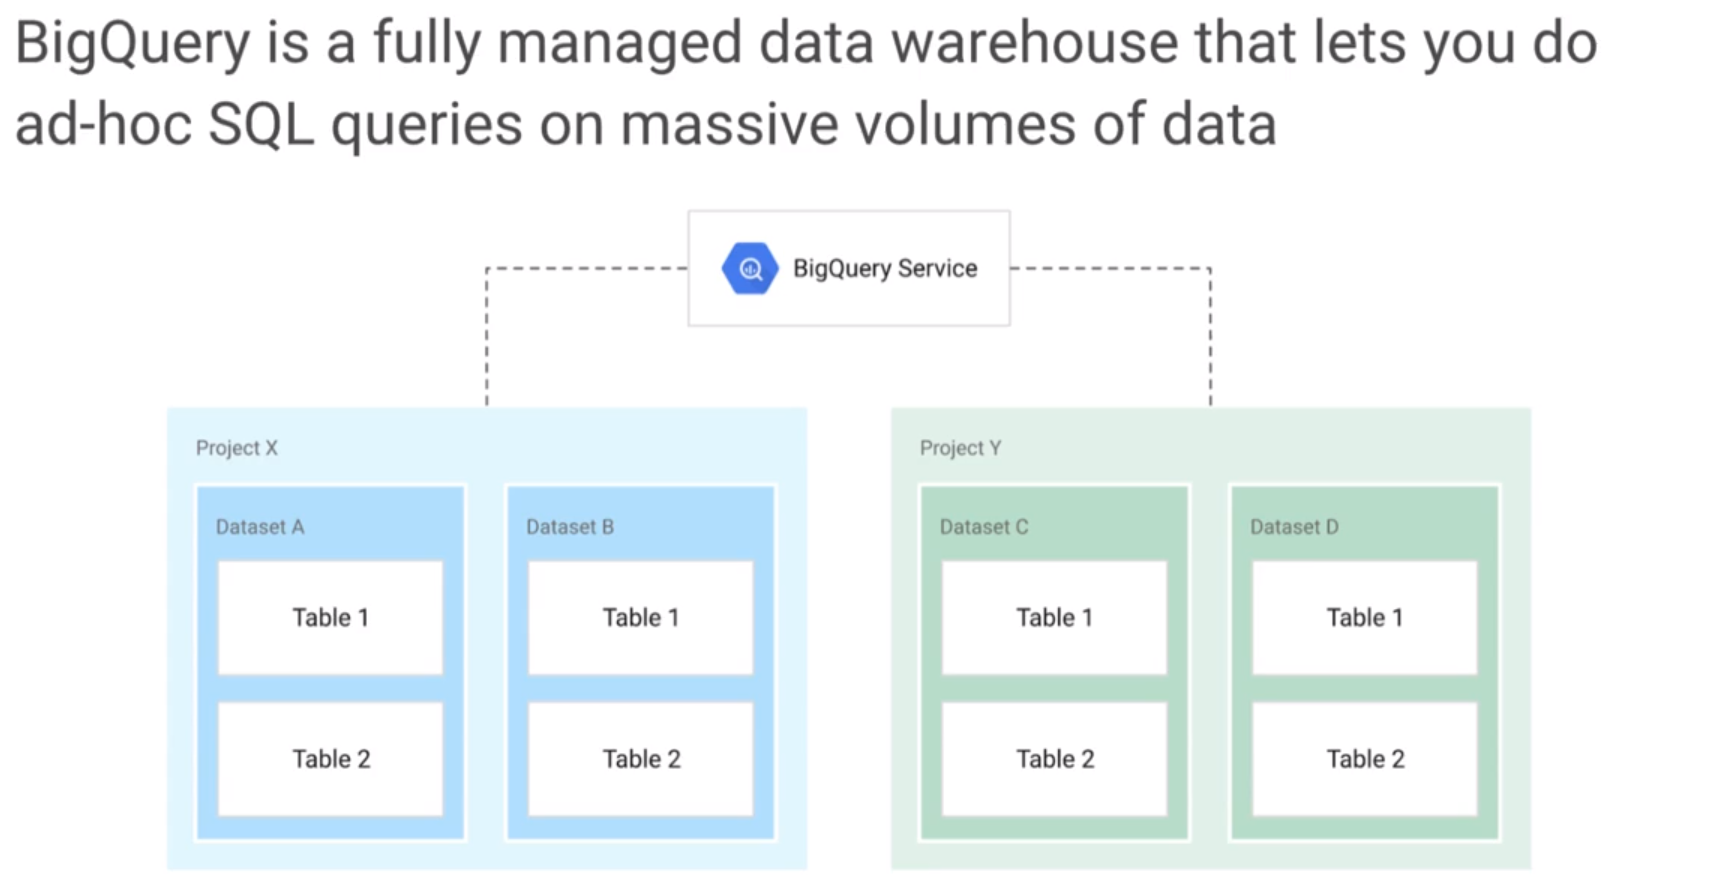 BigQuery is a fully managed data warehouse that lets you do
ad-hoc SQL queries on massive volumes of data
BigQuery Service
Project X
Dataset A
Table 1
Table 2
Dataset B
Table 1
Table 2
Project Y
Dataset C
Table 1
Table 2
Dataset D
Table 1
Table 2